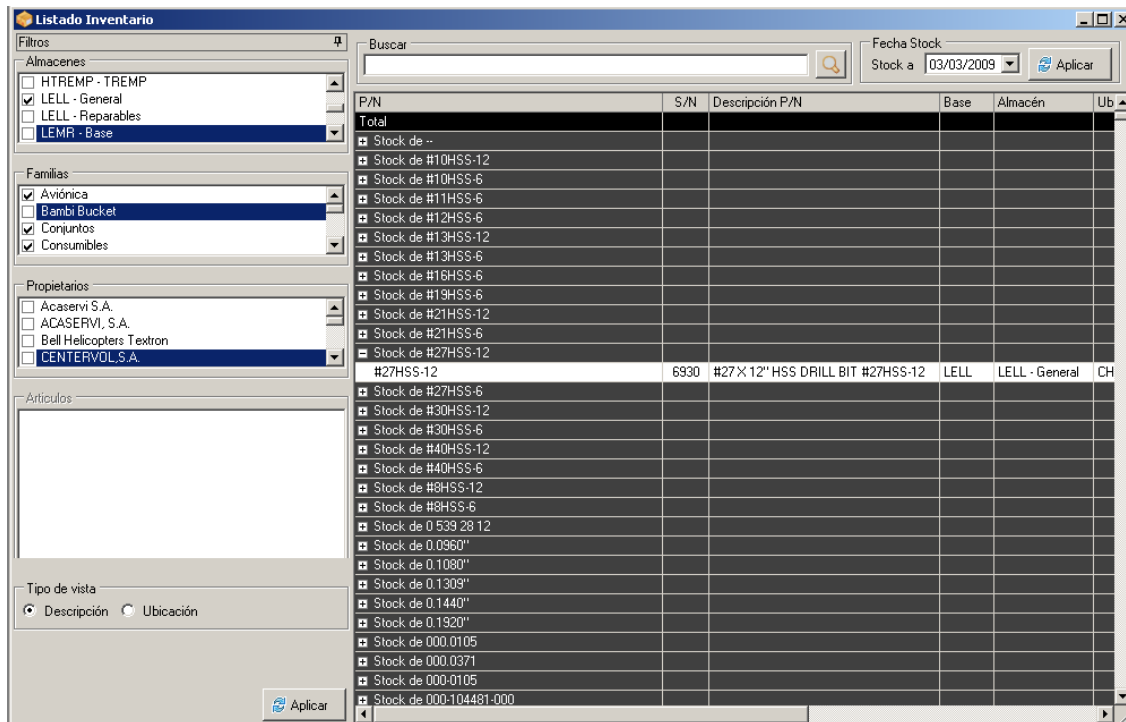 Listado Inventario
Filtros
Almacenes
HTREMP - TREMP
LELL - General
LELL - Reparables
LEMR - Base
Familias
Aviónica
Bambi Bucket
Conjuntos
Consumibles
Propietarios
Acaservi S.A.
ACASERVI, S.A.
Bell Helicopters Textron
CENTERVOL,S.A.
Articulos
Tipo de vista
Descripción Ubicación
Aplicar
Buscar
Fecha Stock
Stock a 03/03/2009 Aplicar
P/N S/N Descripción P/N Base Almacén Ub
Total
Stock de --
Stock de #10HSS-12
Stock de #10HSS-6
Stock de #11HSS-6
Stock de #12HSS-6
Stock de #13HSS-12
Stock de #13HSS-6
Stock de #16HSS-6
Stock de #19HSS-6
Stock de #21HSS-12
Stock de #21HSS-6
Stock de #27HSS-12
#27HSS-12 6930 #27 X 12" HSS DRILL BIT #27HSS-12 LELL LELL - General CH
Stock de #27HSS-6
Stock de #30HSS-12
Stock de #30HSS-6
Stock de #40HSS-12
Stock de #40HSS-6
Stock de #8HSS-12
Stock de #8HSS-6
Stock de 0 539 28 12
Stock de 0.0960''
Stock de 0.1080''
Stock de 0.1309''
Stock de 0.1440''
Stock de 0.1920''
Stock de 000.0105
Stock de 000.0371
Stock de 000-0105
Stock de 000-104481-000